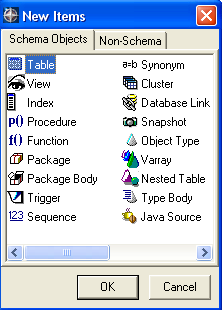 New Items
Schema Objects Non-Schema
Table a=b Synonym
View Cluster
Index Database Link
p() Procedure Snapshot
f() Function Object Type
Package Varray
Package Body Nested Table
Trigger Type Body
123 Sequence Java Source
OK Cancel